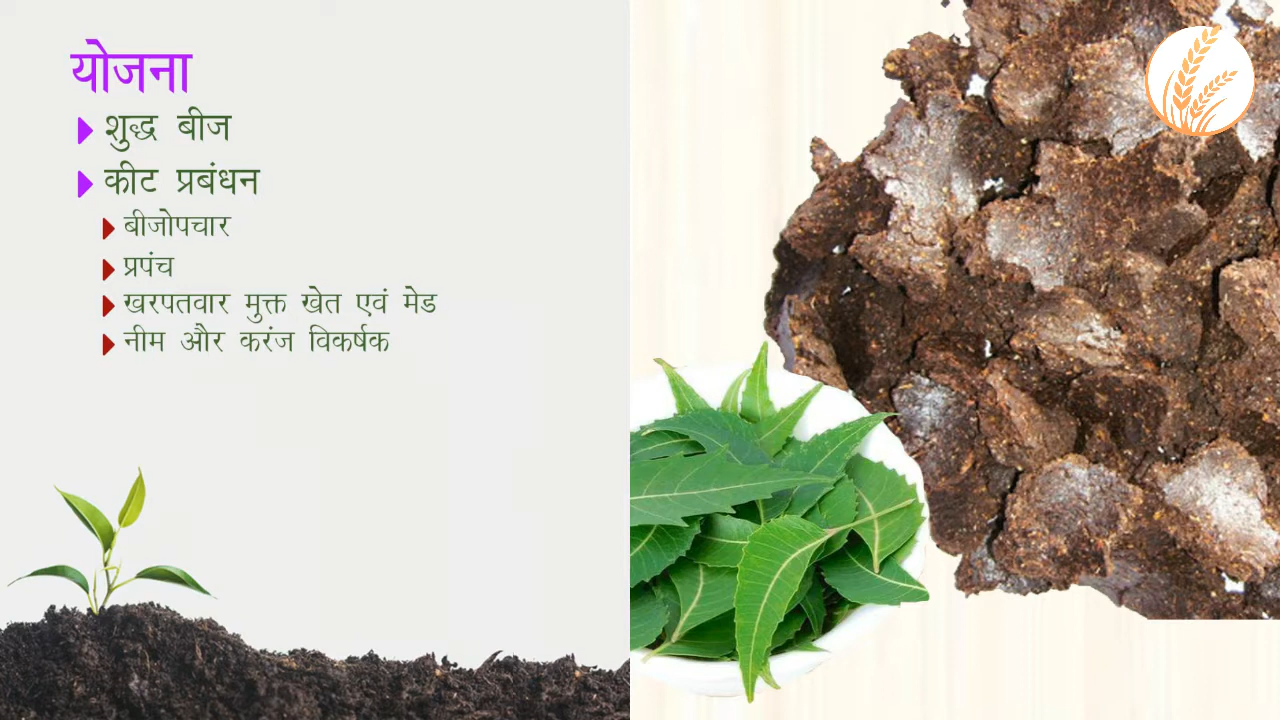 योजना
शुद्ध बीज
कीट प्रबंधन
बीजोपचार
प्रपंच
खरपतवार मुक्त खेत एवं मेड
नीम और करंज विकर्षक